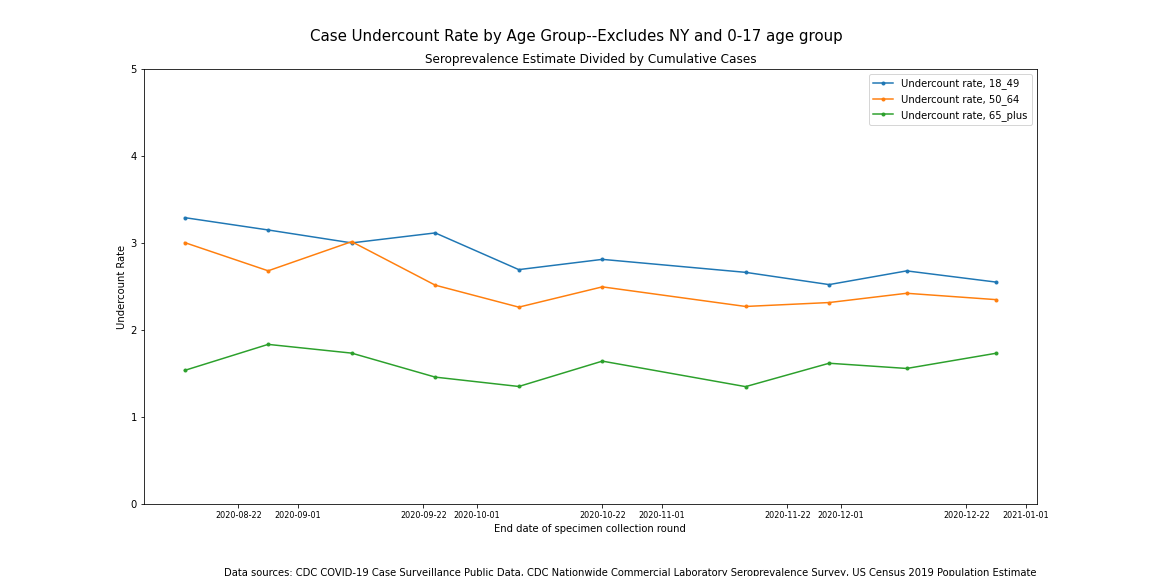 Case Undercount Rate by Age Group--Excludes NY and 0-17 age group
Seroprevalence Estimate Divided by Cumulative Cases
Undercount rate, 18_49
Undercount rate, 50_64
Undercount rate, 65_plus
5
4
3
2
1
0
Undercount Rate
2020-08-22 2020-09-01 2020-09-22 2020-10-01 2020-10-22 2020-11-01 2020-11-22 2020-12-01 2020-12-22 2021-01-01
End date of specimen collection round
Data sources: CDC COVID-19 Case Surveillance Public Data, CDC Nationwide Commercial Laboratory Seroprevalence Survey, US Census 2019 Population Estimate